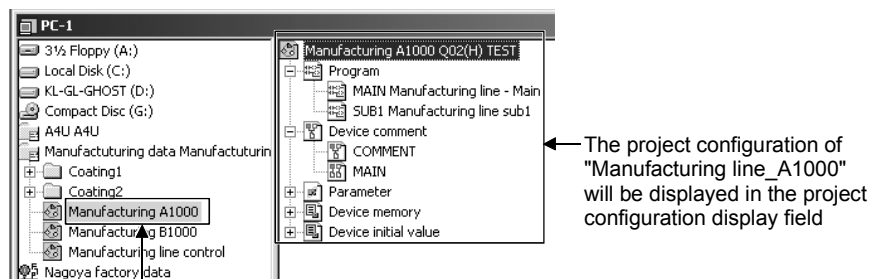 PC-1
3½ Floppy (A:)
Local Disk (C:)
KL-GL-GHOST (D:)
Compact Disc (G:)
A4U A4U
Manufactuturing data Manufactuturin
Coating1
Coating2
Manufacturing A1000
Manufacturing B1000
Manufacturing line control
Nagoya factory data
Manufacturing A1000 Q02(H) TEST
Program
MAIN Manufacturing line - Main
SUB1 Manufacturing line sub1
Device comment
COMMENT
MAIN
Parameter
Device memory
Device initial value
The project configuration of
"Manufacturing line_A1000"
will be displayed in the project
configuration display field